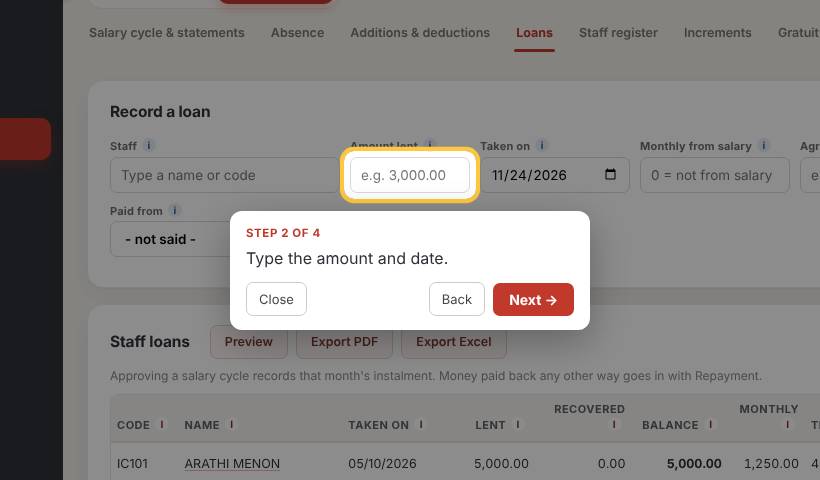 Salary cycle & statements Absence Additions & deductions Loans Staff register Increments
Record a loan
Staff i Amount lent i Taken on i Monthly from salary i
Type a name or code e.g. 3,000.00 11/24/2026 0 = not from salary
Paid from i
- not said -
STEP 2 OF 4
Type the amount and date.
Close Back Next →
Staff loans Preview Export PDF Export Excel
Approving a salary cycle records that month's instalment. Money paid back any other way goes in with Repayment.
CODE i NAME i TAKEN ON i LENT i RECOVERED i BALANCE i MONTHLY i
IC101 ARATHI MENON 05/10/2026 5,000.00 0.00 5,000.00 1,250.00